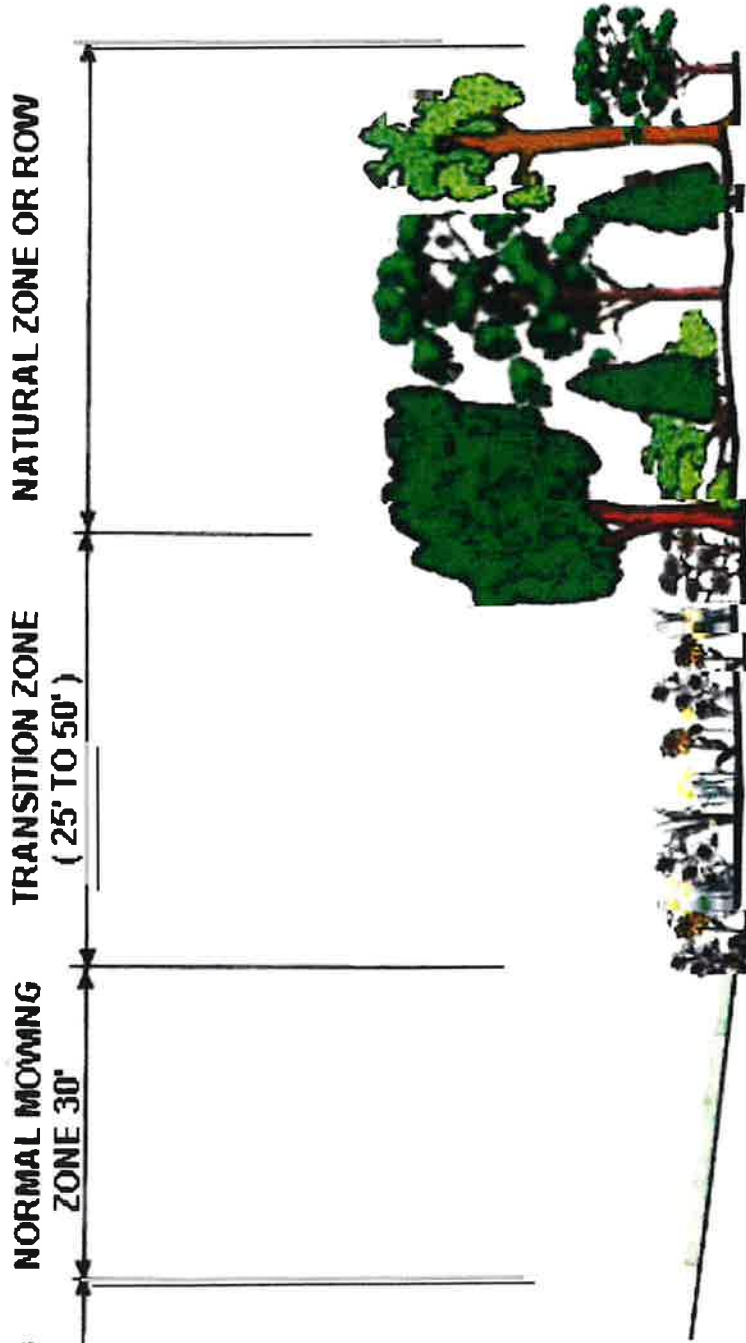 NORMAL MOWING
ZONE 30'
TRANSITION ZONE
( 25' TO 50' )
NATURAL ZONE OR ROW